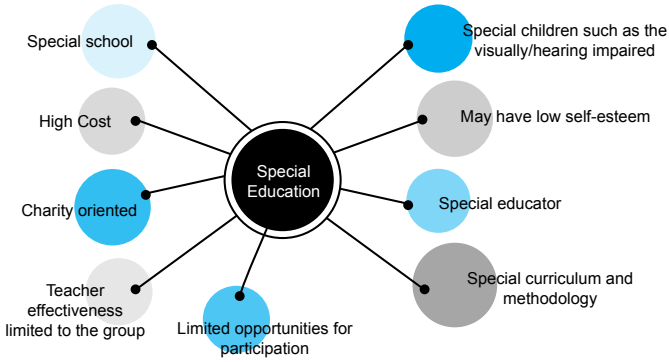 Special school
High Cost
Charity oriented
Teacher
effectiveness
limited to the group
Special
Education
Limited opportunities for
participation
Special children such as the
visually/hearing impaired
May have low self-esteem
Special educator
Special curriculum and
methodology